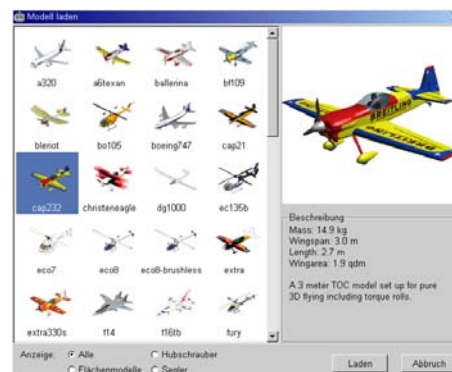 Modell laden
a320 a6texan ballerina bf109
bleriot bo105 boeing747 cap21
cap232 christeneagle dg1000 ec135b
eco7 eco8 eco8-brushless extra
extra330s f14 f16tb fury
BREITLING
BREITLING
Beschreibung
Mass: 14.9 kg
Wingspan: 3.0 m
Length: 2.7 m
Wingarea: 1.9 qdm
A 3 meter TOC model set up for pure
3D flying including torque rolls.
Anzeige: Alle Hubschrauber
Flächenmodelle Segler
Laden Abbruch